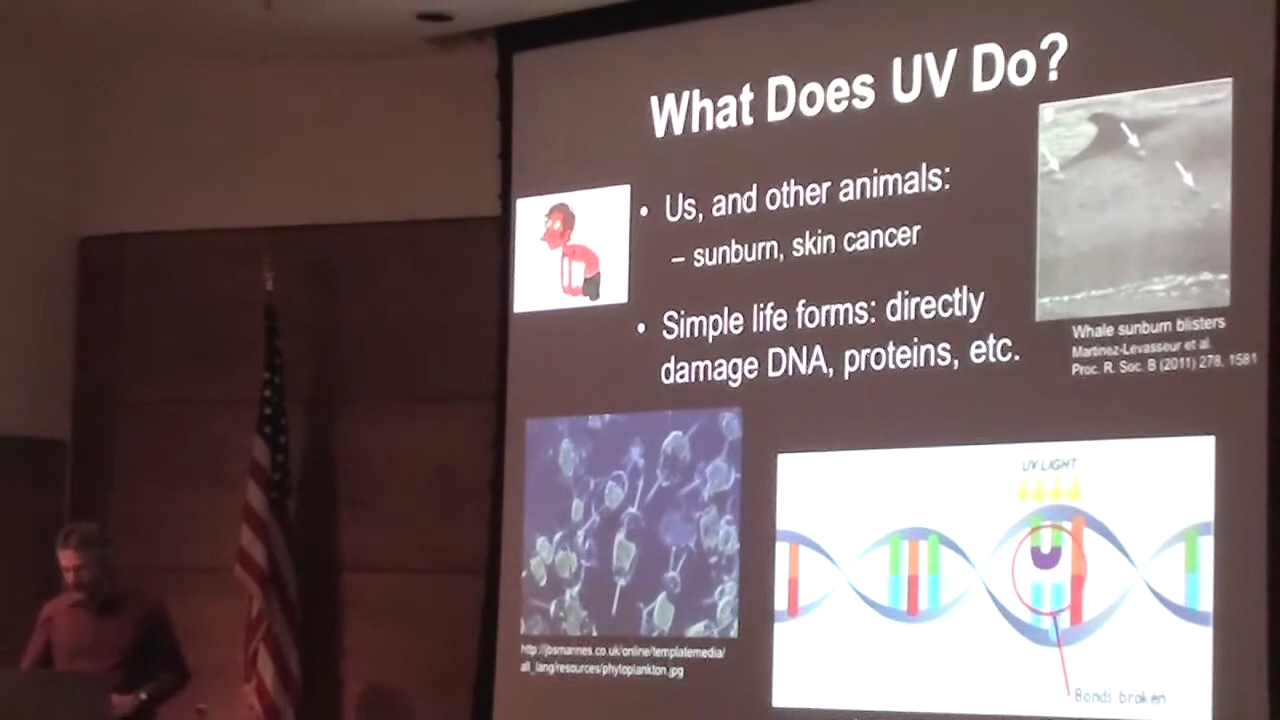 What Does UV Do?
• Us, and other animals:
– sunburn, skin cancer
• Simple life forms: directly
damage DNA, proteins, etc.
Whale sunburn blisters
Martinez-Levasseur et al.
Proc. R. Soc. B (2011) 278, 1581
http://jbsmarines.co.uk/online/templatemedia/
all_lang/resources/phytoplankton.jpg
UV LIGHT
Bonds broken